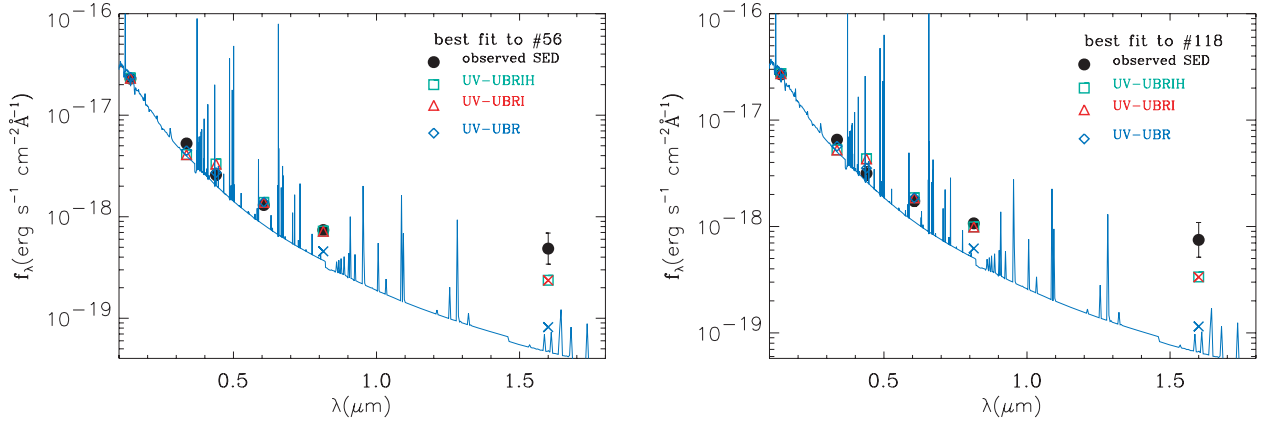 best fit to #56
observed SED
UV-UBRIH
UV-UBRI
UV-UBR
10⁻¹⁶
10⁻¹⁷
10⁻¹⁸
10⁻¹⁹
f_λ(erg s⁻¹ cm⁻²Å⁻¹)
0.5 1.0 1.5
λ(μm)
best fit to #118
observed SED
UV-UBRIH
UV-UBRI
UV-UBR
10⁻¹⁶
10⁻¹⁷
10⁻¹⁸
10⁻¹⁹
f_λ(erg s⁻¹ cm⁻²Å⁻¹)
0.5 1.0 1.5
λ(μm)